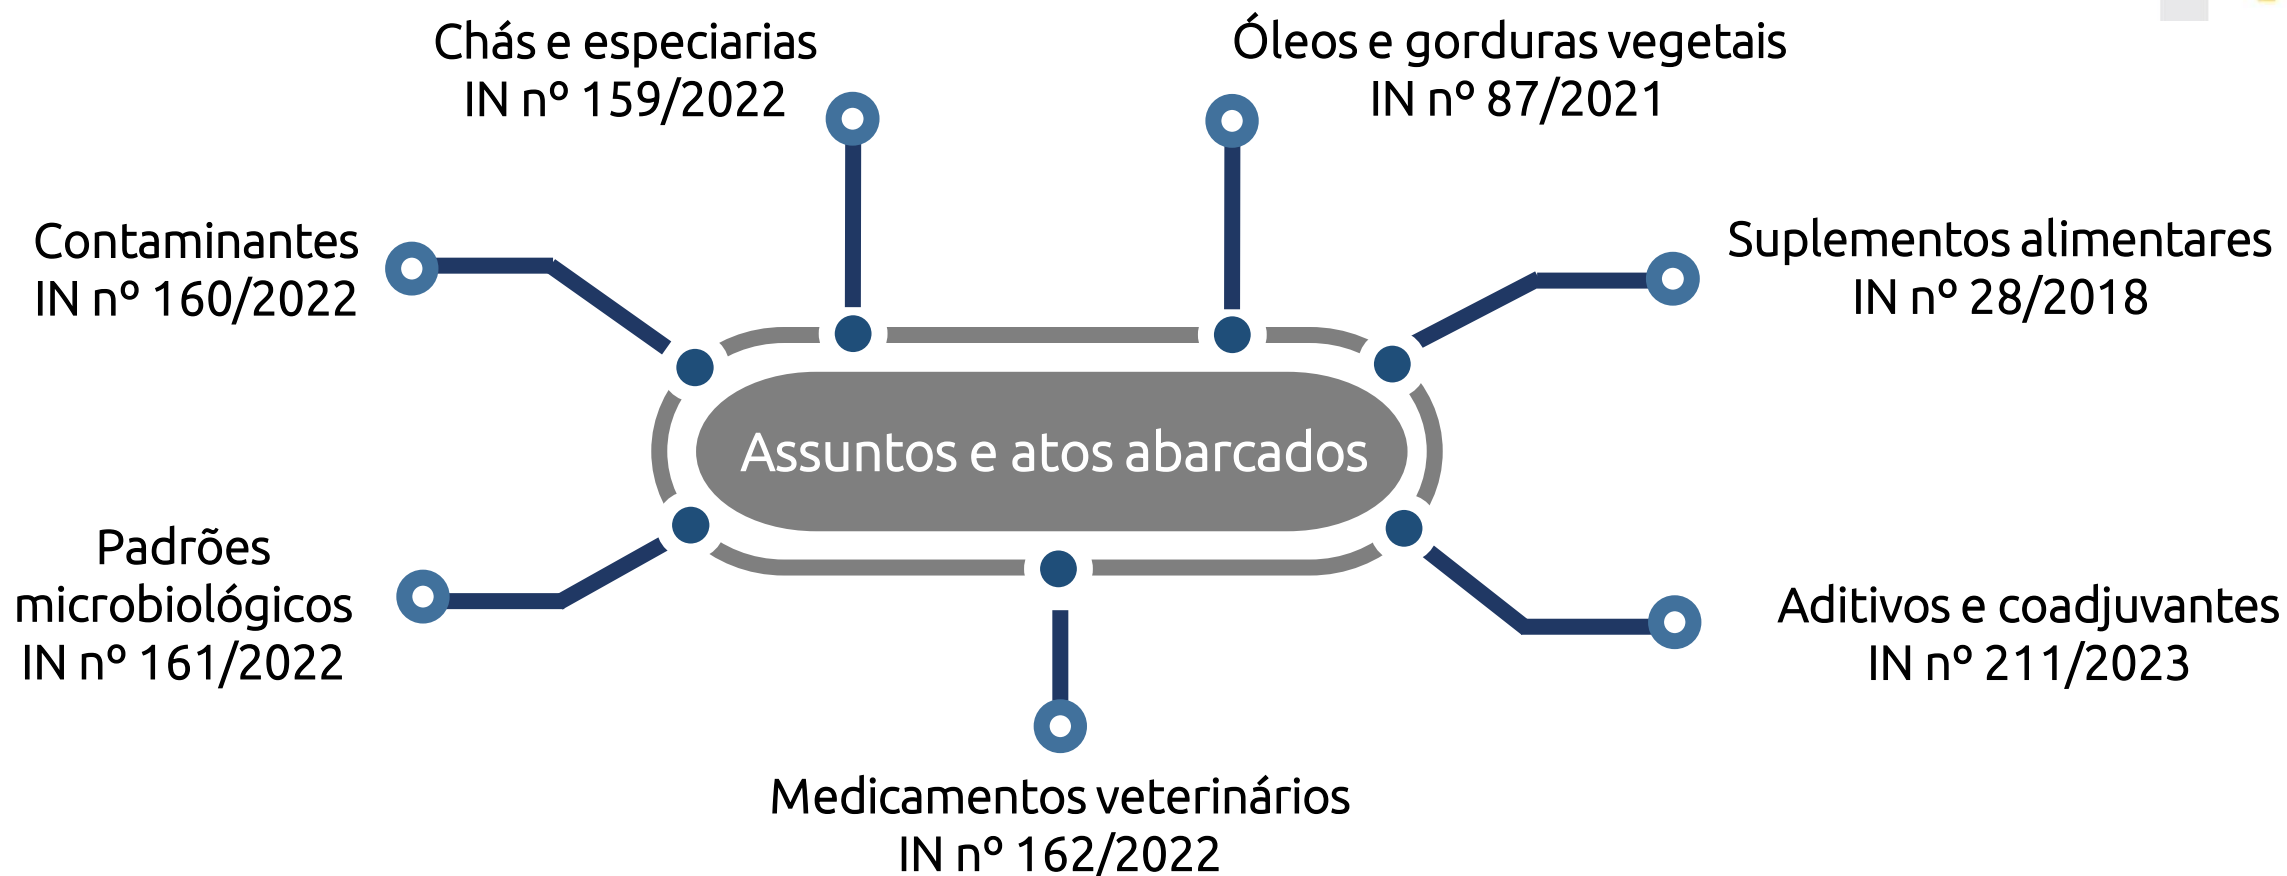 Chás e especiarias
IN nº 159/2022
Óleos e gorduras vegetais
IN nº 87/2021
Contaminantes
IN nº 160/2022
Suplementos alimentares
IN nº 28/2018
Assuntos e atos abarcados
Padrões
microbiológicos
IN nº 161/2022
Aditivos e coadjuvantes
IN nº 211/2023
Medicamentos veterinários
IN nº 162/2022